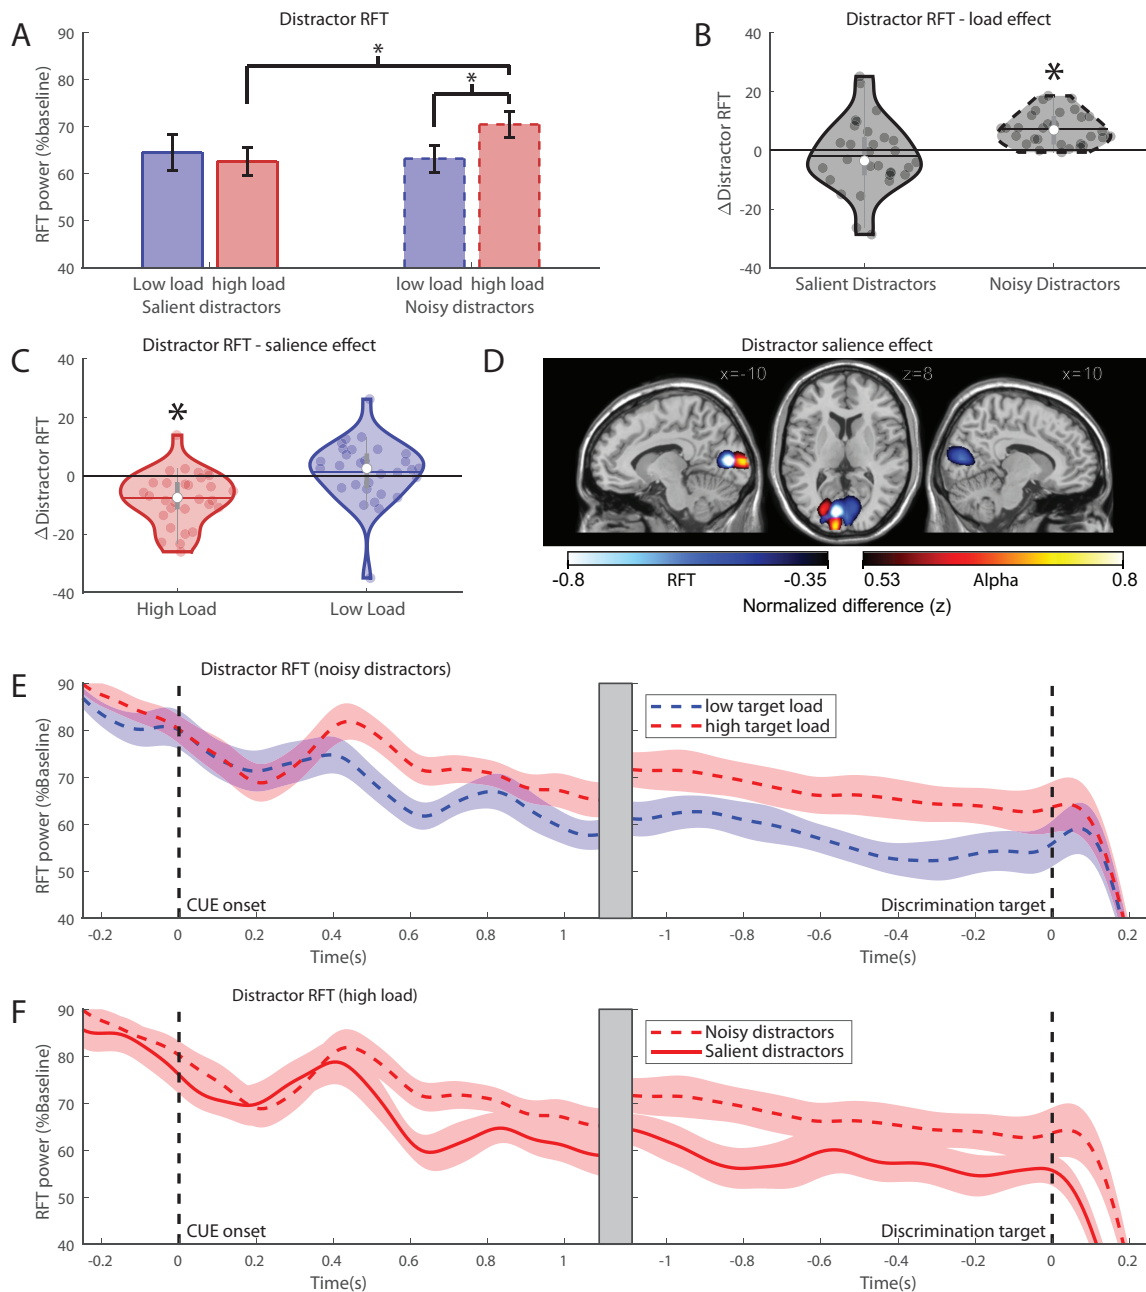 A
Distractor RFT
RFT power (%baseline)
90
80
70
60
50
40
*
*
Low load
high load
low load
high load
Salient distractors
Noisy distractors
B
Distractor RFT - load effect
ΔDistractor RFT
40
20
0
-20
-40
*
Salient Distractors
Noisy Distractors
C
Distractor RFT - salience effect
ΔDistractor RFT
40
20
0
-20
-40
*
High Load
Low Load
D
Distractor salience effect
x=-10
z=8
x=10
-0.8
RFT
-0.35
0.53
Alpha
0.8
Normalized difference (z)
E
Distractor RFT (noisy distractors)
RFT power (%Baseline)
90
80
70
60
50
40
low target load
high target load
CUE onset
Discrimination target
-0.2
0
0.2
0.4
0.6
0.8
1
-1
-0.8
-0.6
-0.4
-0.2
0
0.2
Time(s)
Time(s)
F
Distractor RFT (high load)
RFT power (%Baseline)
90
80
70
60
50
40
Noisy distractors
Salient distractors
CUE onset
Discrimination target
-0.2
0
0.2
0.4
0.6
0.8
1
-1
-0.8
-0.6
-0.4
-0.2
0
0.2
Time(s)
Time(s)